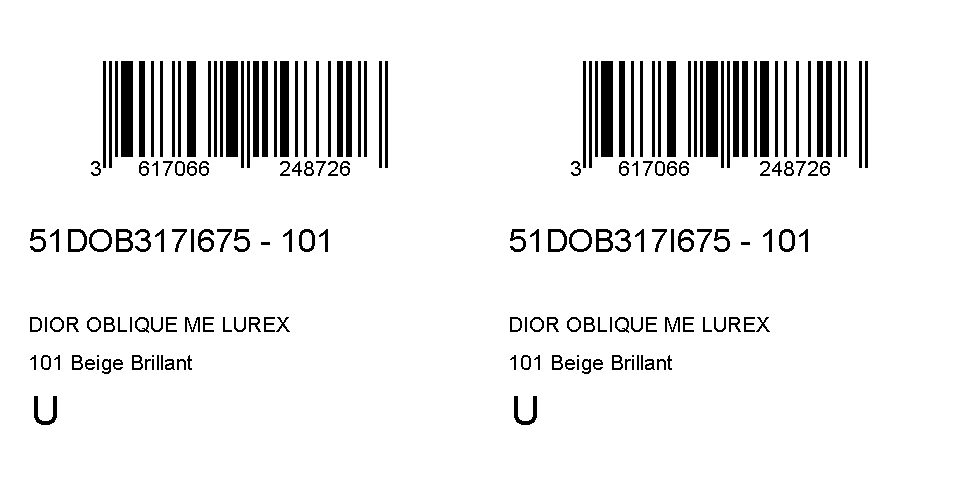 3 617066 248726
51DOB317I675 - 101
DIOR OBLIQUE ME LUREX
101 Beige Brillant
U
3 617066 248726
51DOB317I675 - 101
DIOR OBLIQUE ME LUREX
101 Beige Brillant
U